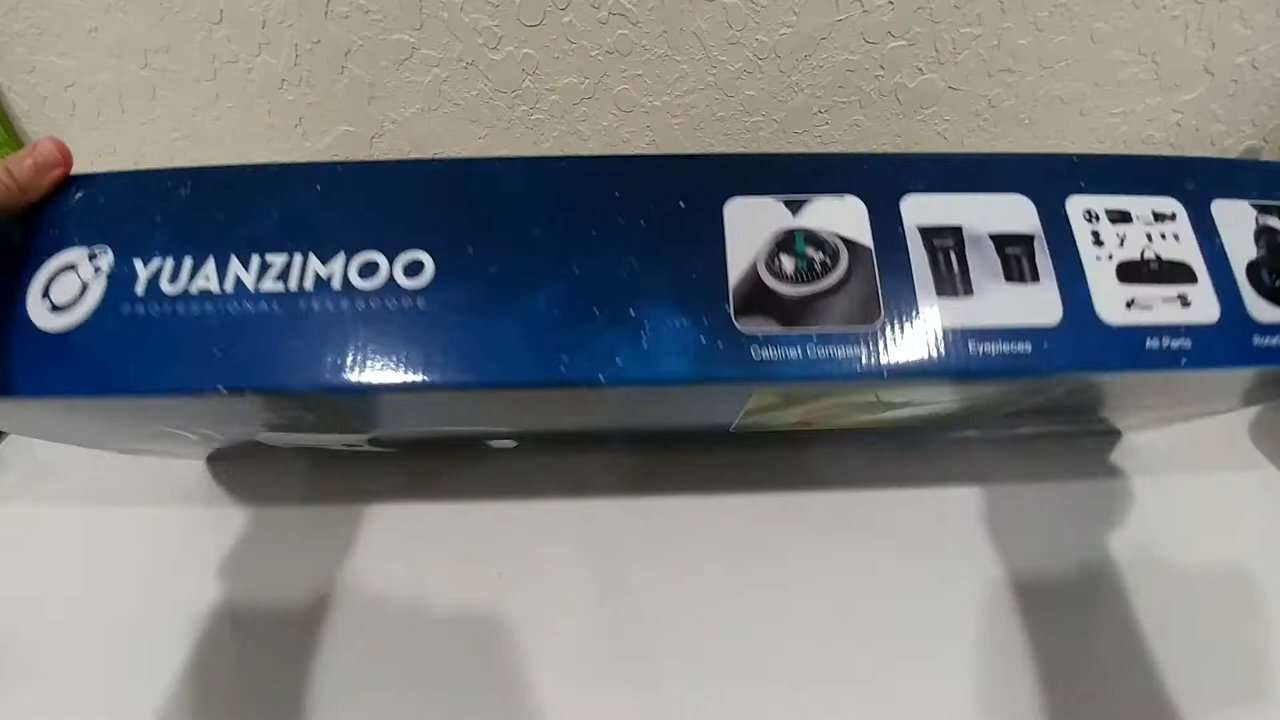 YUANZIMOO
PROFESSIONAL TELESCOPE
Cabinet Compass
Eyepieces
All Parts